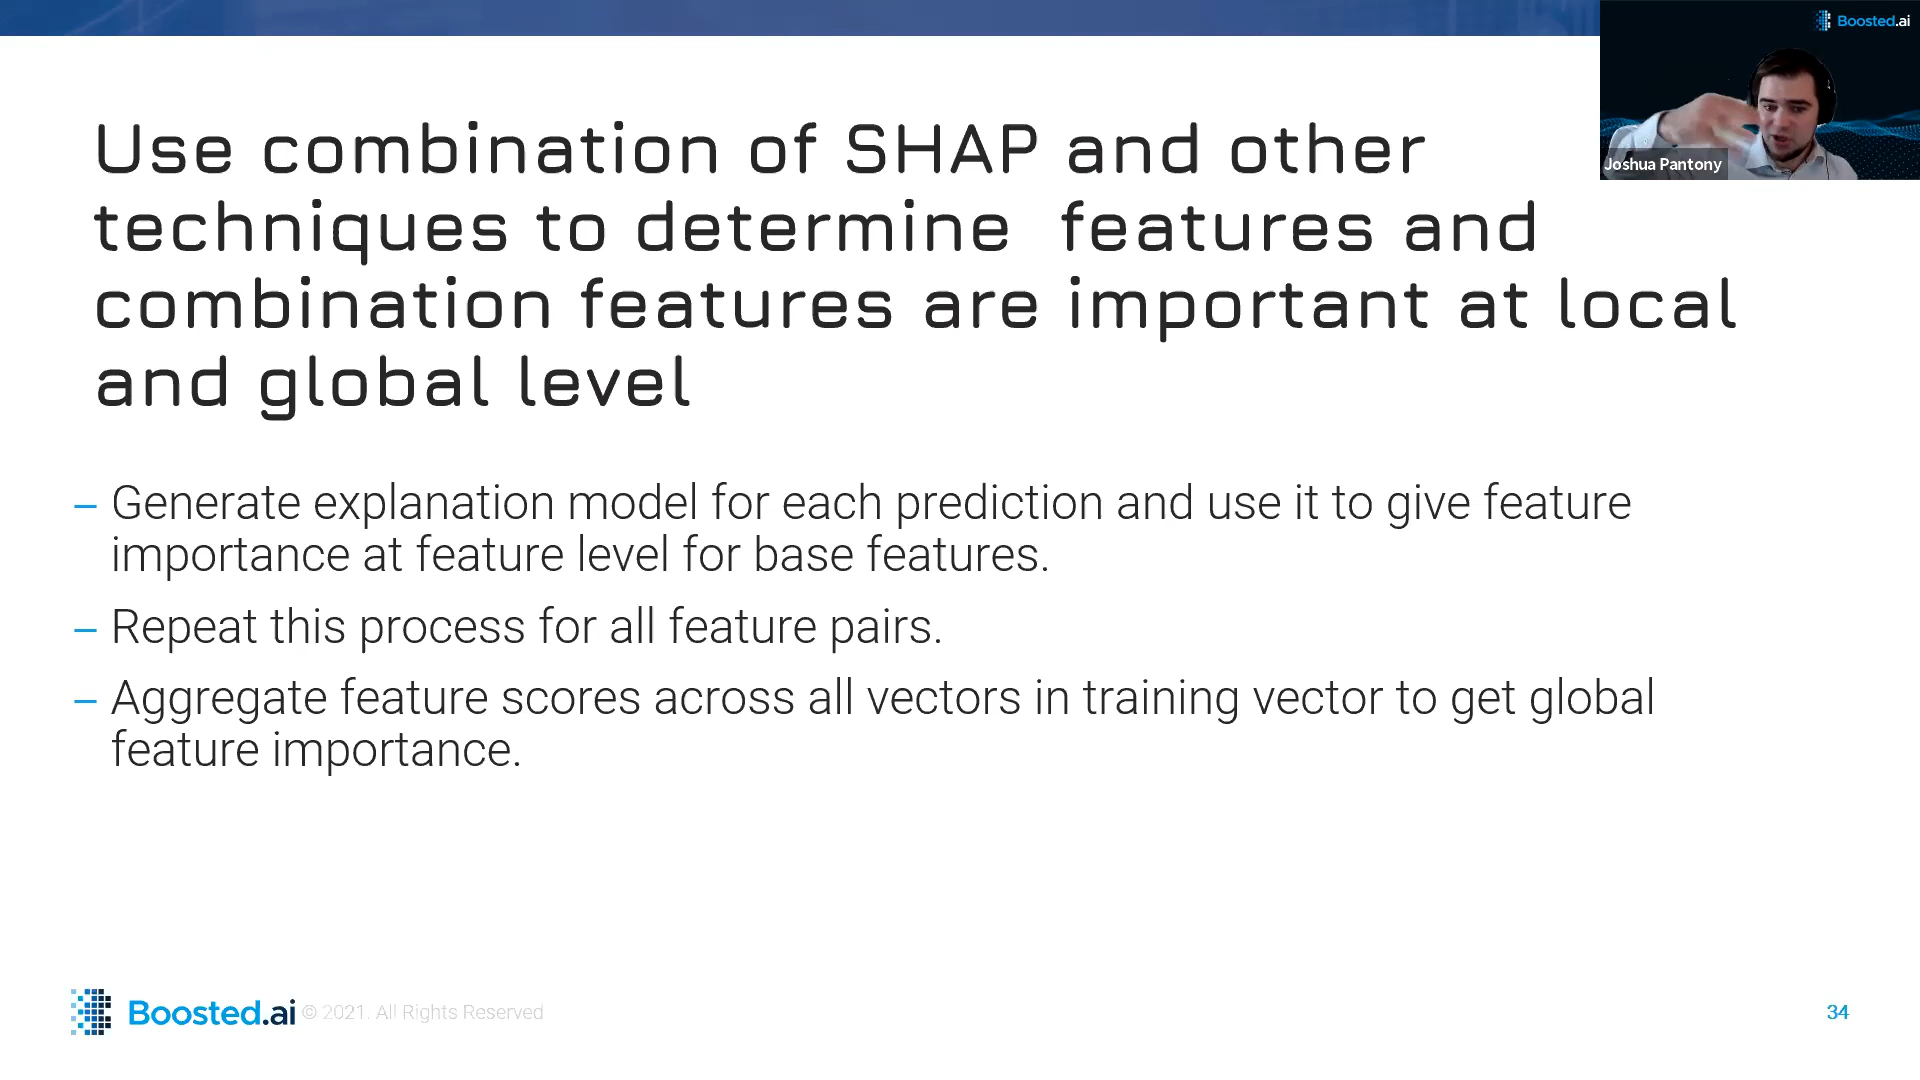 Boosted.ai
Joshua Pantony
Use combination of SHAP and other
techniques to determine  features and
combination features are important at local
and global level
– Generate explanation model for each prediction and use it to give feature
importance at feature level for base features.
– Repeat this process for all feature pairs.
– Aggregate feature scores across all vectors in training vector to get global
feature importance.
Boosted.ai © 2021. All Rights Reserved
34